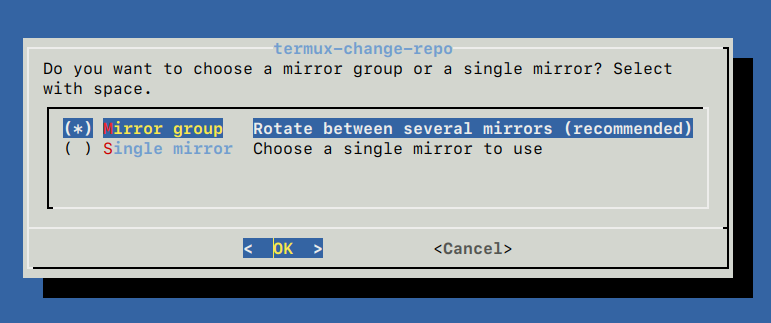 termux-change-repo
Do you want to choose a mirror group or a single mirror? Select
with space.
(*) Mirror group Rotate between several mirrors (recommended)
( ) Single mirror Choose a single mirror to use
< OK > <Cancel>